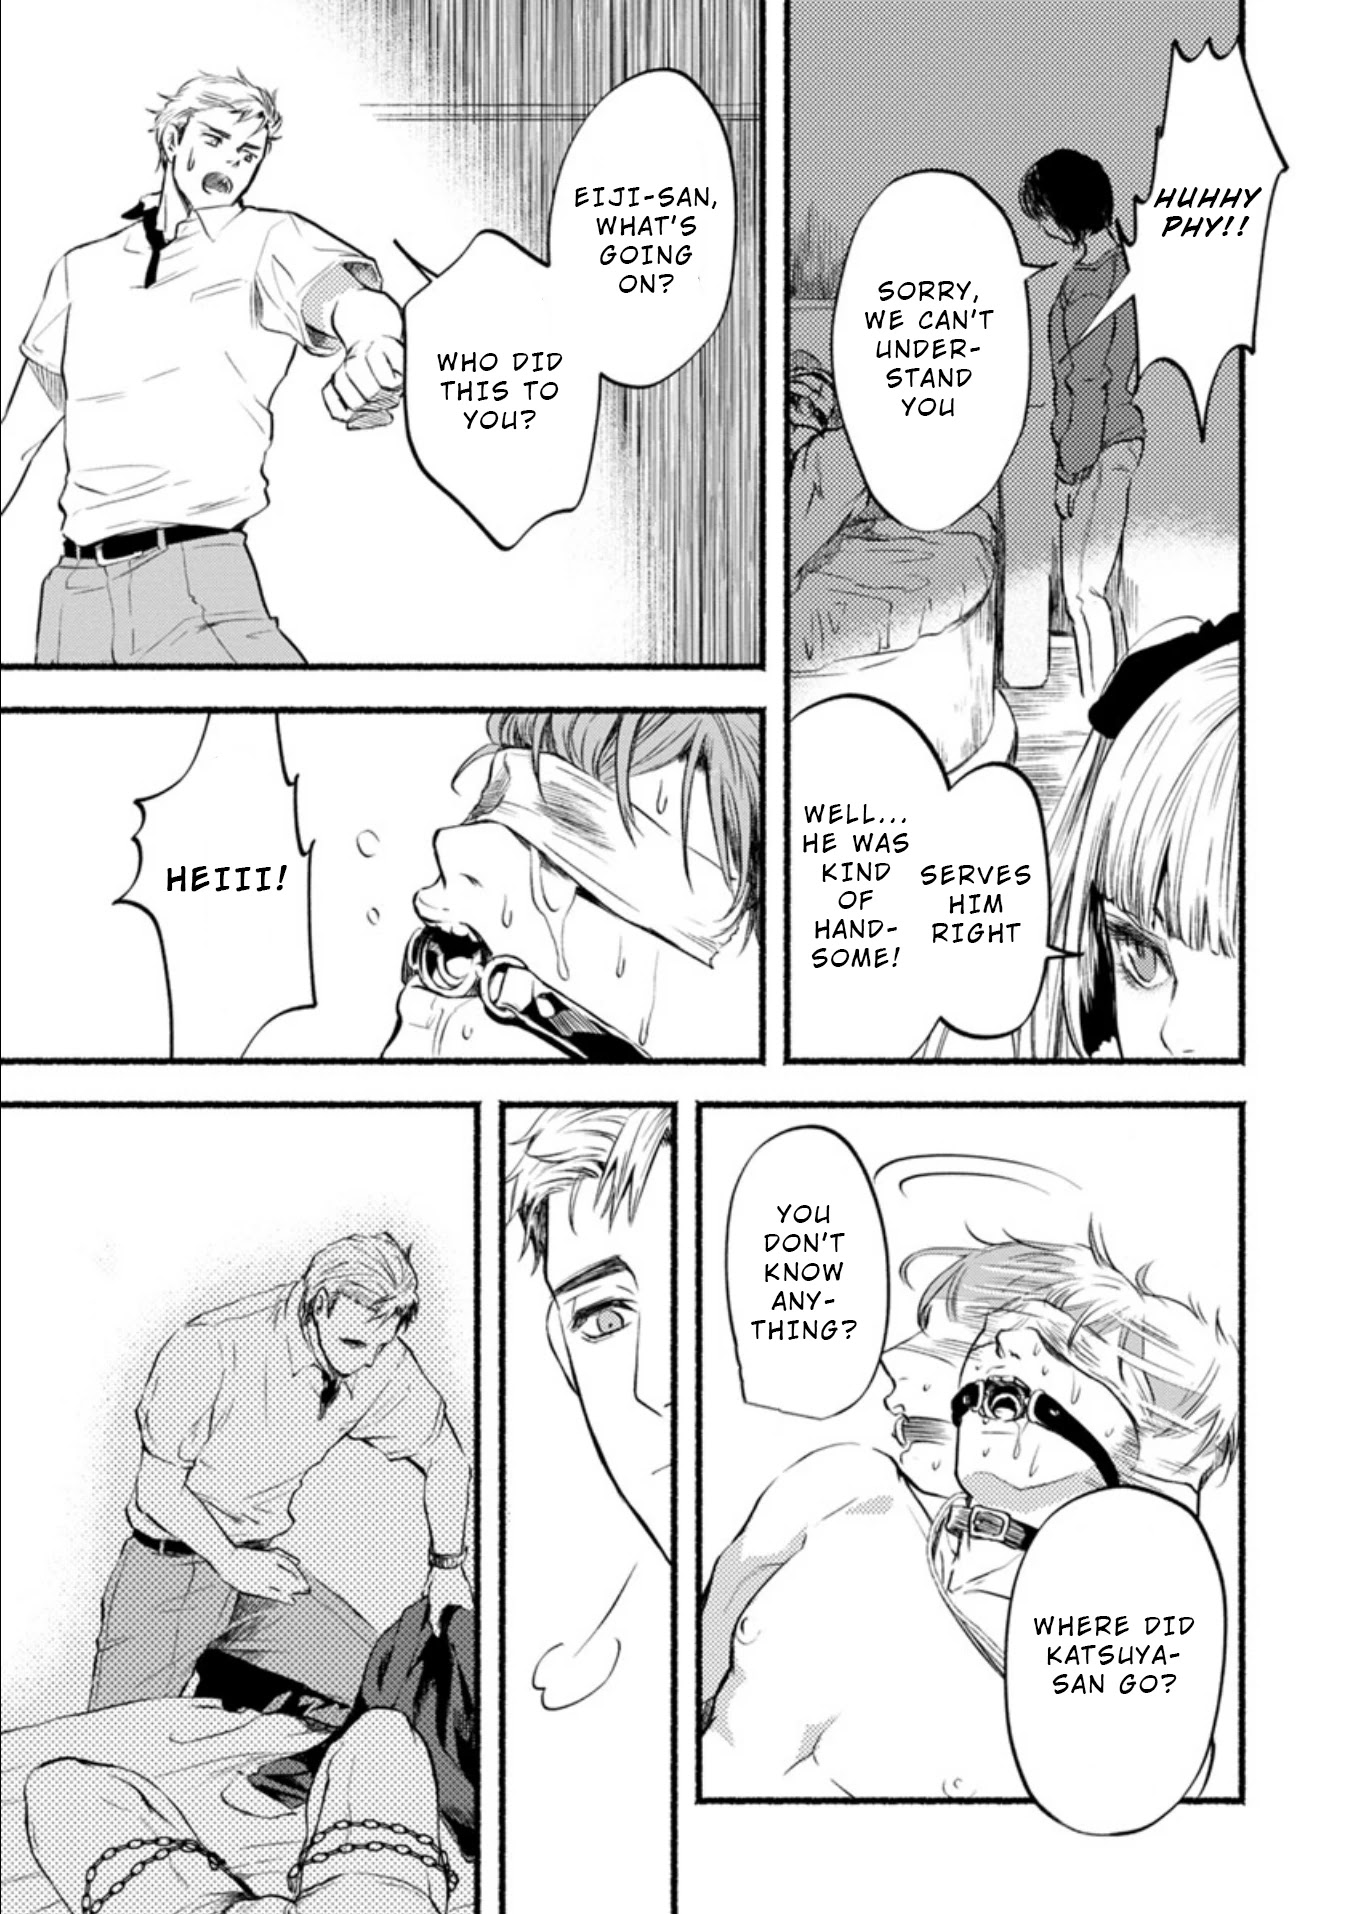 HUHHY
PHY!!
SORRY,
WE CAN'T
UNDER-
STAND
YOU
SERVES
HIM
RIGHT
WELL...
HE WAS
KIND
OF
HAND-
SOME!
EIJI-SAN,
WHAT'S
GOING
ON?
WHO DID
THIS TO
YOU?
HEIII!
YOU
DON'T
KNOW
ANY-
THING?
WHERE DID
KATSUYA-
SAN GO?